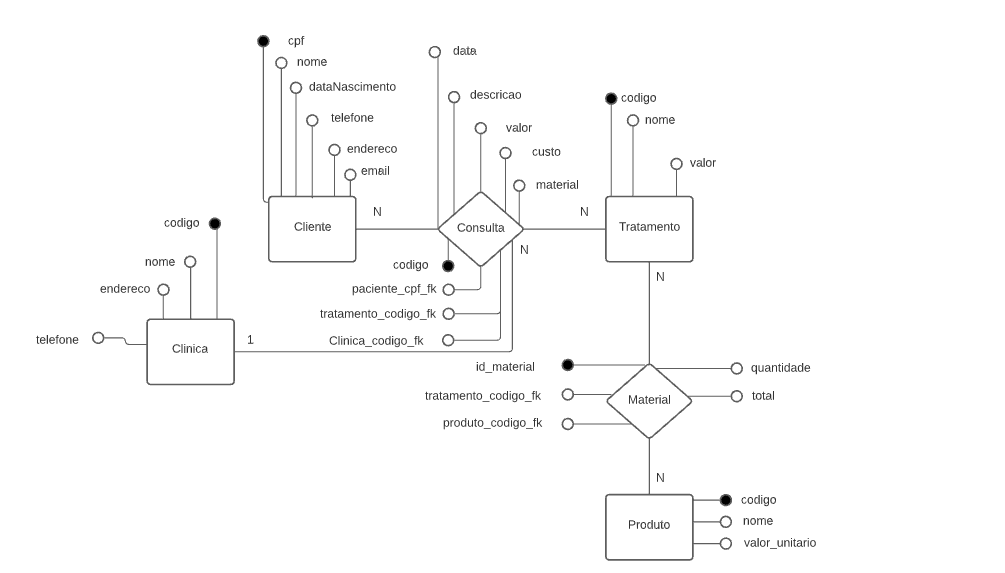 cpf
nome
dataNascimento
telefone
endereco
email
Cliente
N
data
descricao
valor
custo
material
Consulta
N
N
codigo
paciente_cpf_fk
tratamento_codigo_fk
Clinica_codigo_fk
codigo
nome
valor
Tratamento
N
codigo
nome
endereco
telefone
Clinica
1
id_material
tratamento_codigo_fk
produto_codigo_fk
Material
quantidade
total
N
Produto
codigo
nome
valor_unitario